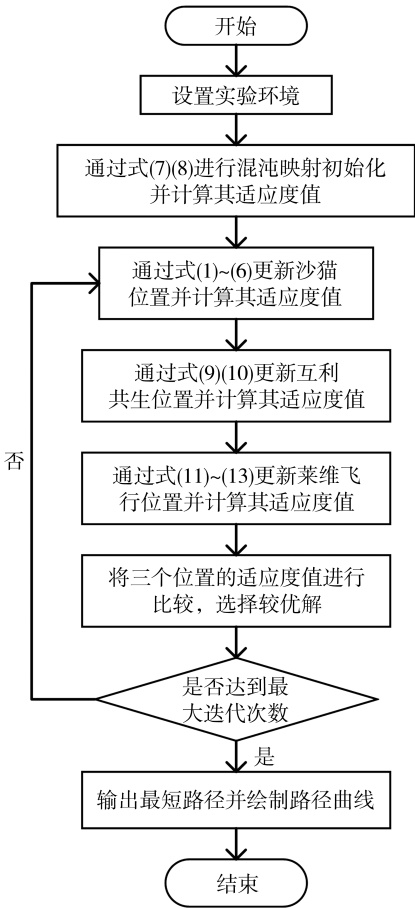 开始
设置实验环境
通过式(7)(8)进行混沌映射初始化
并计算其适应度值
通过式(1)~(6)更新沙猫
位置并计算其适应度值
通过式(9)(10)更新互利
共生位置并计算其适应度值
否
通过式(11)~(13)更新莱维飞
行位置并计算其适应度值
将三个位置的适应度值进行
比较，选择较优解
是否达到最
大迭代次数
是
输出最短路径并绘制路径曲线
结束